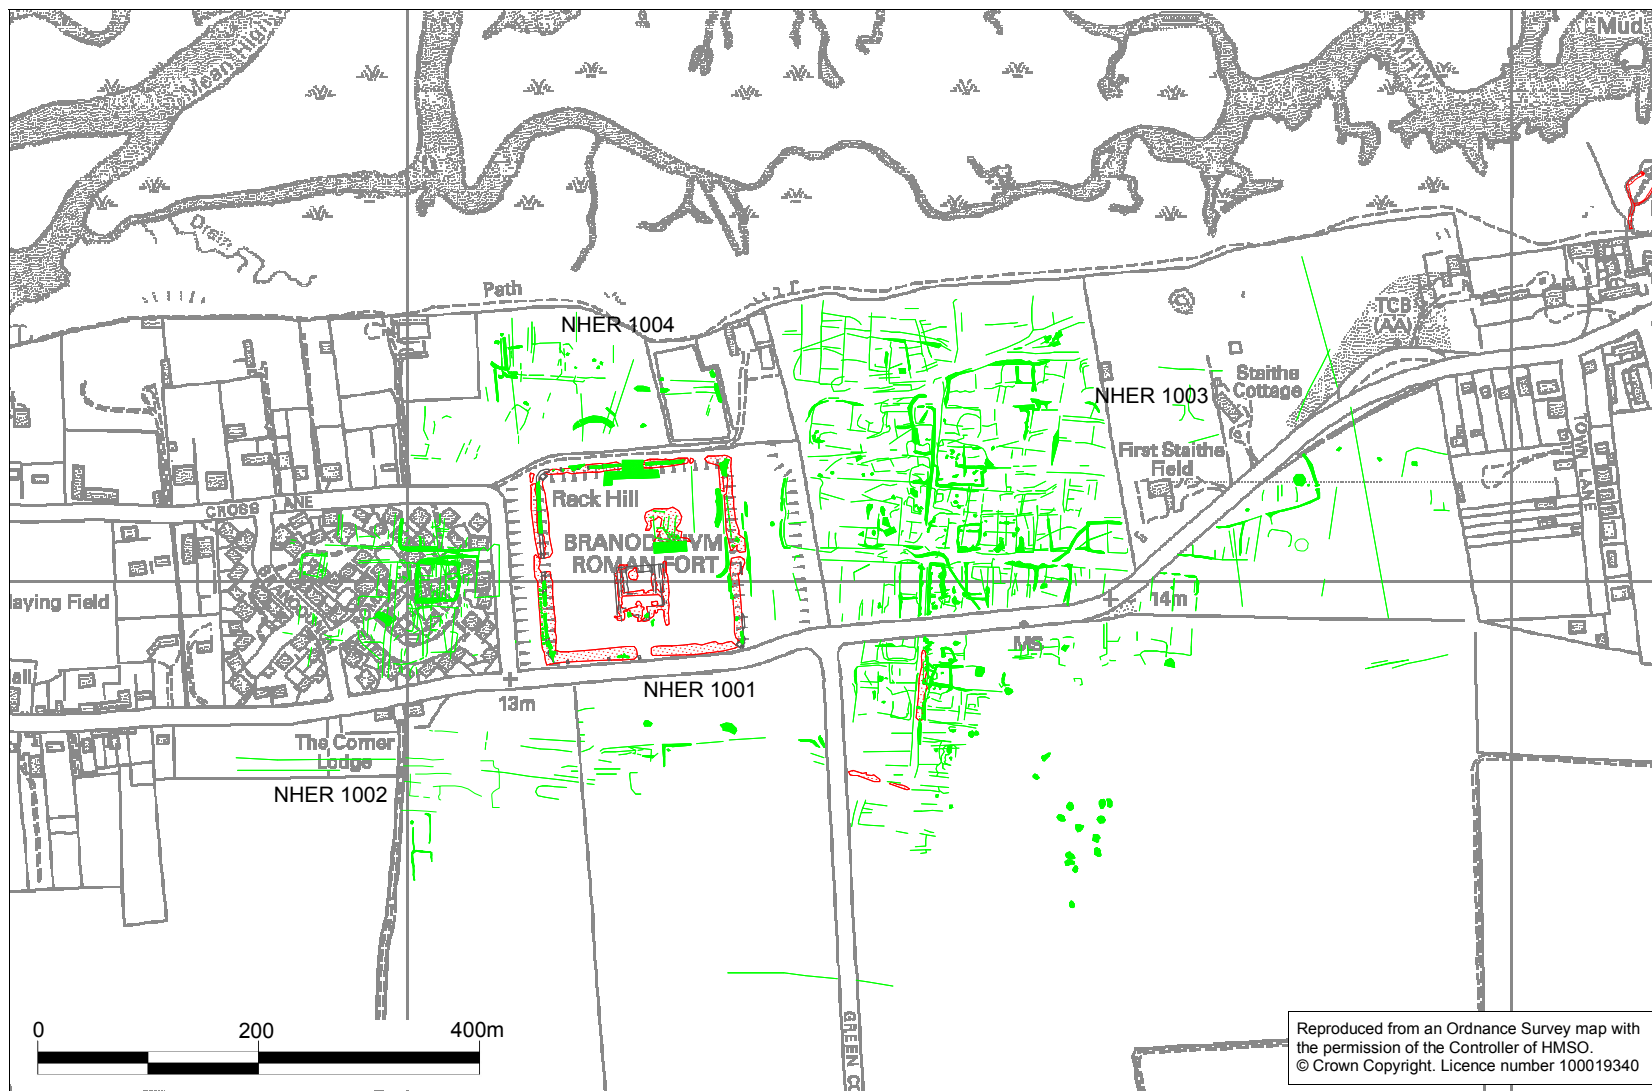 Mud
Mean High
MHW
Drain
Path
NHER 1004
TCB
(AA)
Staithe
Cottage
NHER 1003
First Staithe
Field
TOWN LANE
Rack Hill
CROSS LANE
ROMAN FORT
laying Field
14m
MS
NHER 1001
13m
The Corner
Lodge
NHER 1002
GREEN
0 200 400m
Reproduced from an Ordnance Survey map with
the permission of the Controller of HMSO.
© Crown Copyright. Licence number 100019340